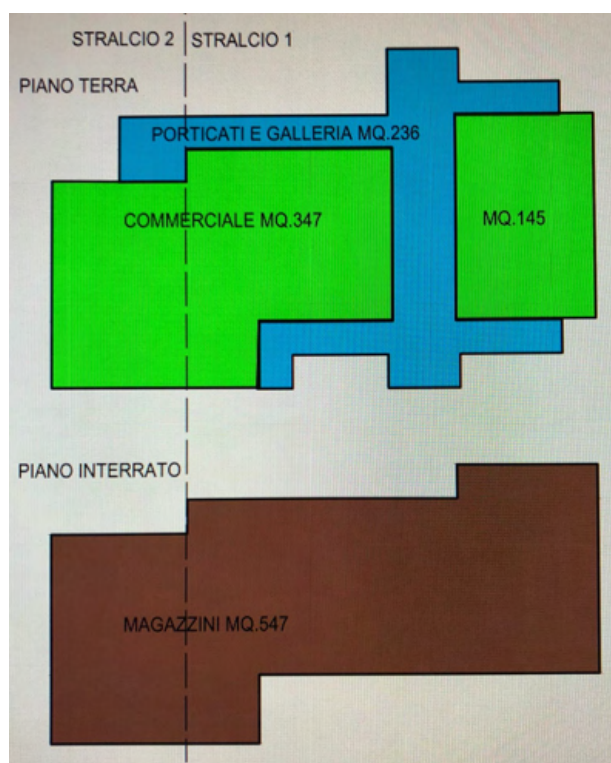 STRALCIO 2 STRALCIO 1
PIANO TERRA
PORTICATI E GALLERIA MQ.236
COMMERCIALE MQ.347
MQ.145
PIANO INTERRATO
MAGAZZINI MQ.547